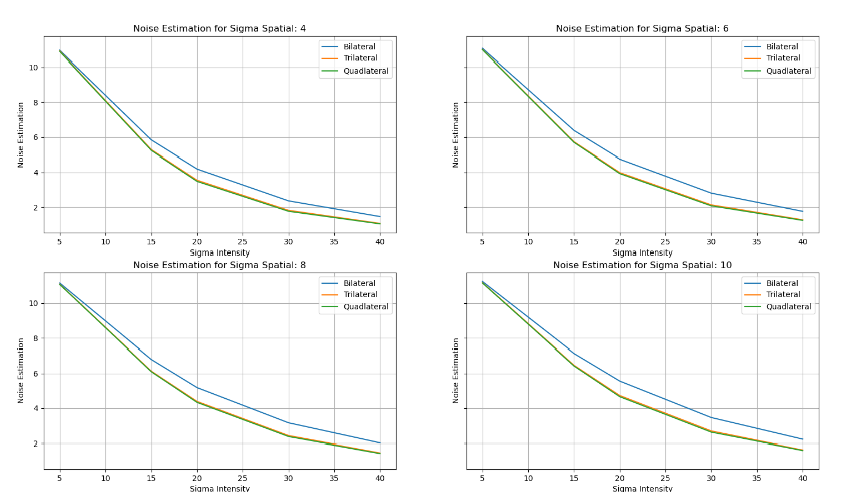 Noise Estimation for Sigma Spatial: 4
Noise Estimation
10
8
6
4
2
Bilateral
Trilateral
Quadlateral
5 10 15 20 25 30 35 40
Sigma Intensity
Noise Estimation for Sigma Spatial: 6
Noise Estimation
Bilateral
Trilateral
Quadlateral
5 10 15 20 25 30 35 40
Sigma Intensity
Noise Estimation for Sigma Spatial: 8
Noise Estimation
10
8
6
4
2
Bilateral
Trilateral
Quadlateral
5 10 15 20 25 30 35 40
Sigma Intensity
Noise Estimation for Sigma Spatial: 10
Noise Estimation
Bilateral
Trilateral
Quadlateral
5 10 15 20 25 30 35 40
Sigma Intensity